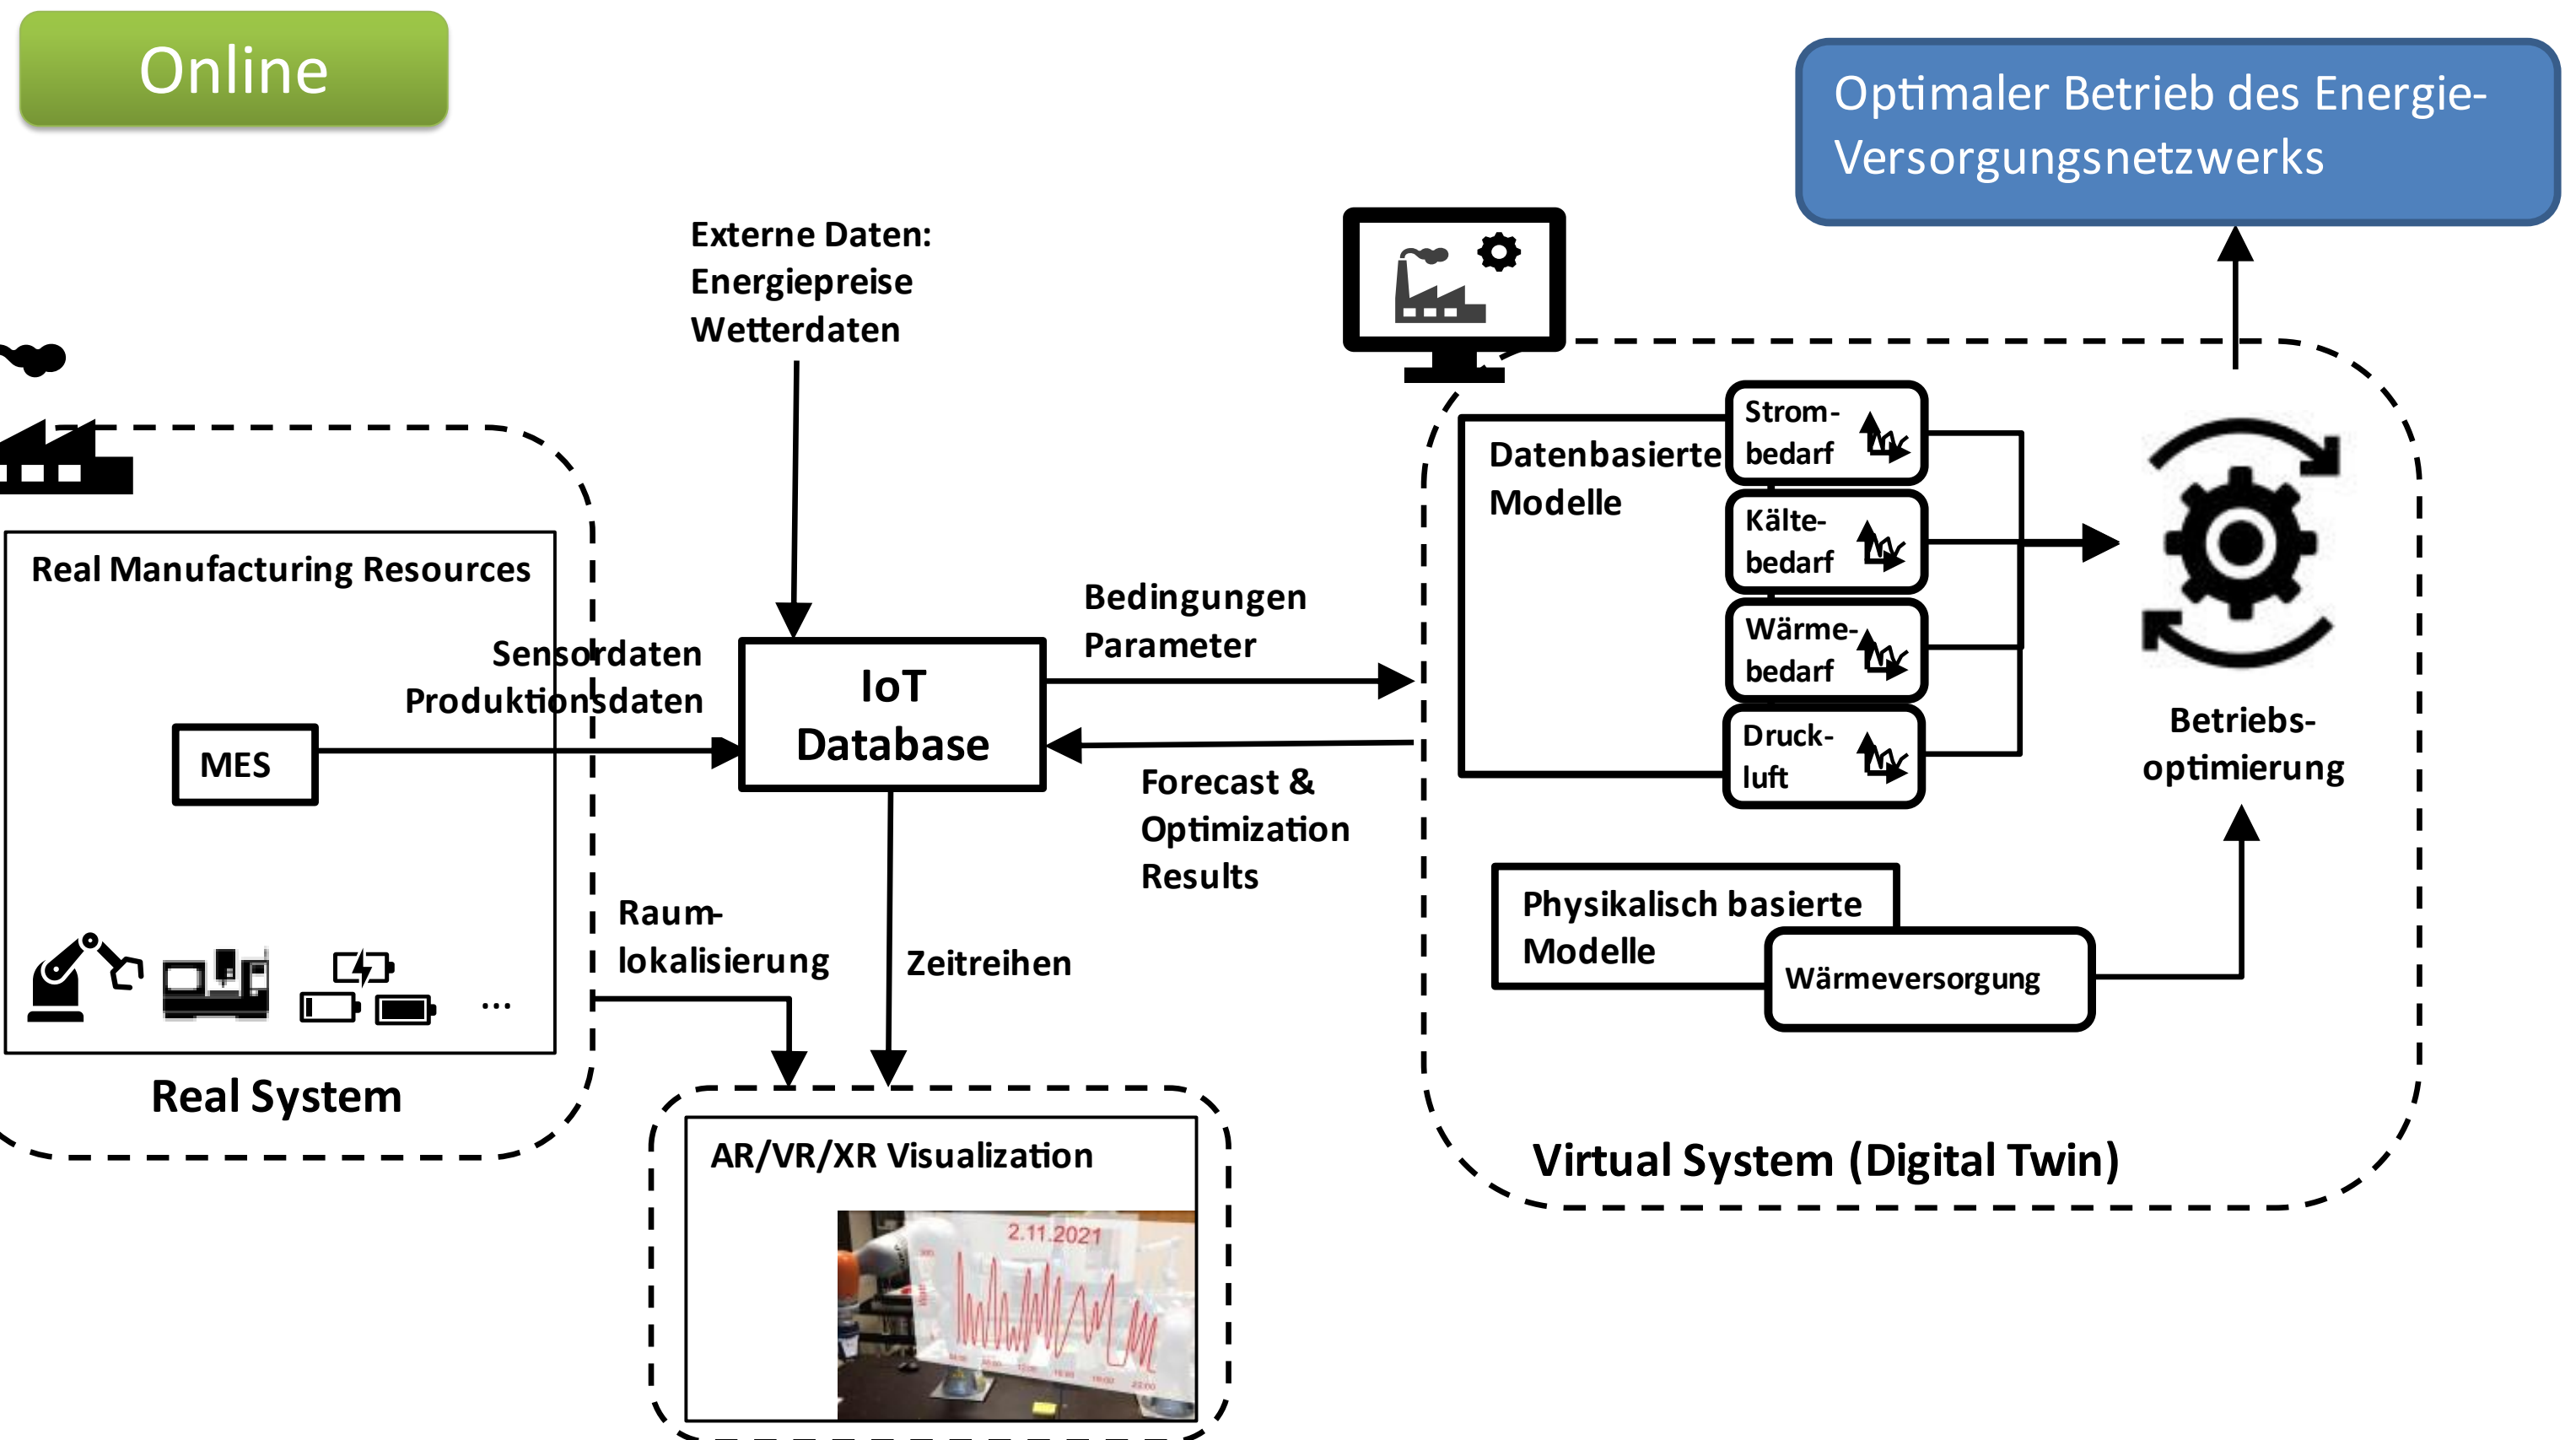 Online
Optimaler Betrieb des Energie-
Versorgungsnetzwerks
Externe Daten:
Energiepreise
Wetterdaten
Real Manufacturing Resources
Sensordaten
Produktionsdaten
MES
...
Real System
IoT
Database
Bedingungen
Parameter
Forecast &
Optimization
Results
Raum-
lokalisierung
Zeitreihen
AR/VR/XR Visualization
2.11.2021
Datenbasierte
Modelle
Strom-
bedarf
Kälte-
bedarf
Wärme-
bedarf
Druck-
luft
Betriebs-
optimierung
Physikalisch basierte
Modelle
Wärmeversorgung
Virtual System (Digital Twin)